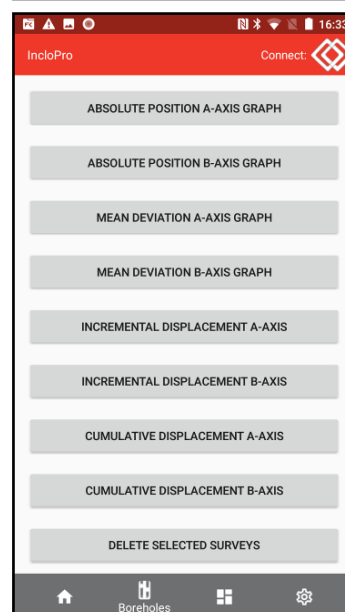 16:33
IncloPro
Connect:
ABSOLUTE POSITION A-AXIS GRAPH
ABSOLUTE POSITION B-AXIS GRAPH
MEAN DEVIATION A-AXIS GRAPH
MEAN DEVIATION B-AXIS GRAPH
INCREMENTAL DISPLACEMENT A-AXIS
INCREMENTAL DISPLACEMENT B-AXIS
CUMULATIVE DISPLACEMENT A-AXIS
CUMULATIVE DISPLACEMENT B-AXIS
DELETE SELECTED SURVEYS
Boreholes